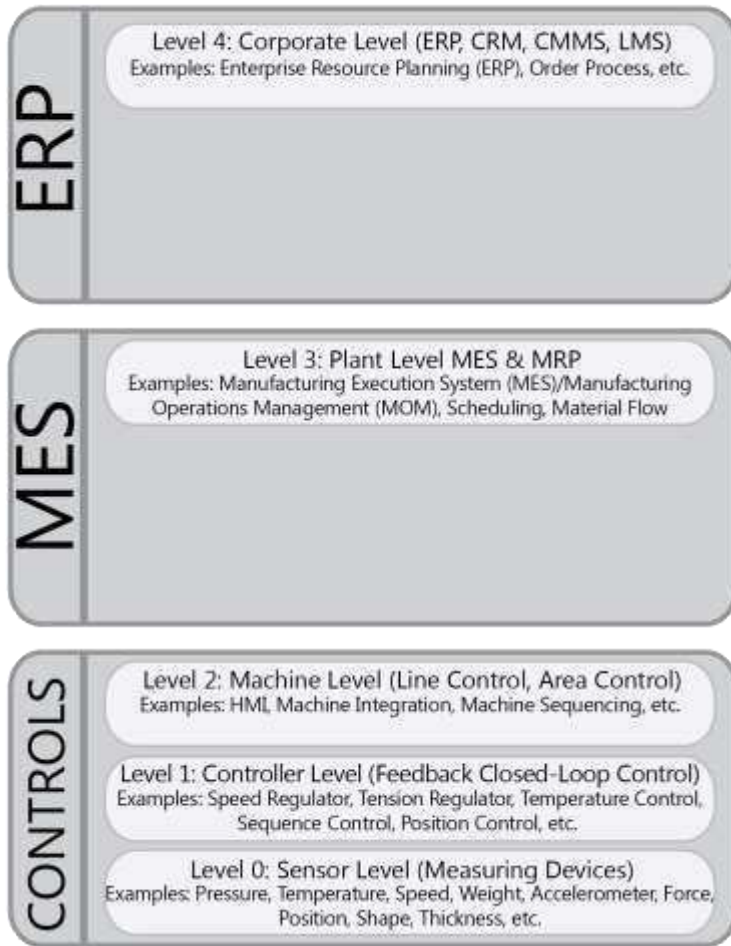 ERP
Level 4: Corporate Level (ERP, CRM, CMMS, LMS)
Examples: Enterprise Resource Planning (ERP), Order Process, etc.
MES
Level 3: Plant Level MES & MRP
Examples: Manufacturing Execution System (MES)/Manufacturing
Operations Management (MOM), Scheduling, Material Flow
CONTROLS
Level 2: Machine Level (Line Control, Area Control)
Examples: HMI, Machine Integration, Machine Sequencing, etc.
Level 1: Controller Level (Feedback Closed-Loop Control)
Examples: Speed Regulator, Tension Regulator, Temperature Control,
Sequence Control, Position Control, etc.
Level 0: Sensor Level (Measuring Devices)
Examples: Pressure, Temperature, Speed, Weight, Accelerometer, Force,
Position, Shape, Thickness, etc.